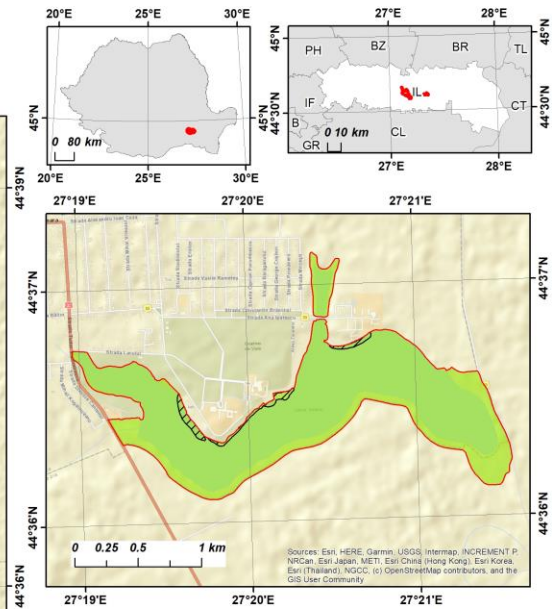 20°E 25°E 30°E
45°N
45°N
0 80 km
20°E 25°E 30°E
27°E 28°E
45°N
45°N
PH BZ BR TL
IF IL CT
B
GR CL
0 10 km
44°30'N
44°30'N
27°E 28°E
44°39'N
27°19'E 27°20'E 27°21'E
44°37'N
44°37'N
Strada Lacului
44°36'N
44°36'N
44°36'N
0 0.25 0.5 1 km
Sources: Esri, HERE, Garmin, USGS, Intermap, INCREMENT P,
NRCan, Esri Japan, METI, Esri China (Hong Kong), Esri Korea,
Esri (Thailand), NGCC, (c) OpenStreetMap contributors, and the
GIS User Community
27°19'E 27°20'E 27°21'E